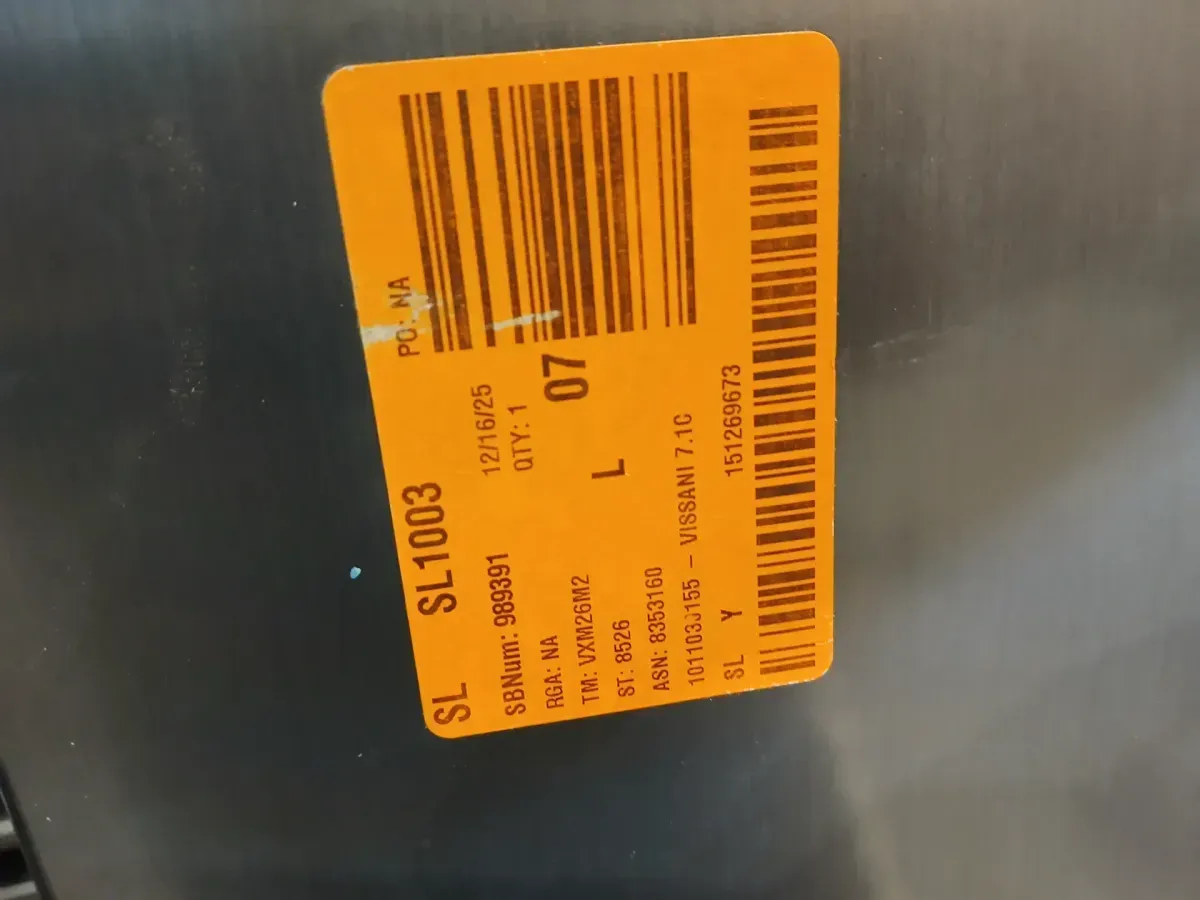 SL SL1003 PO: NA
SBNum: 989391 12/16/25
RGA: NA QTY: 1
TM: VXM26M2 07
ST: 8526 L
ASN: 8353160
VISSANI 7.1C
SL Y 151269673